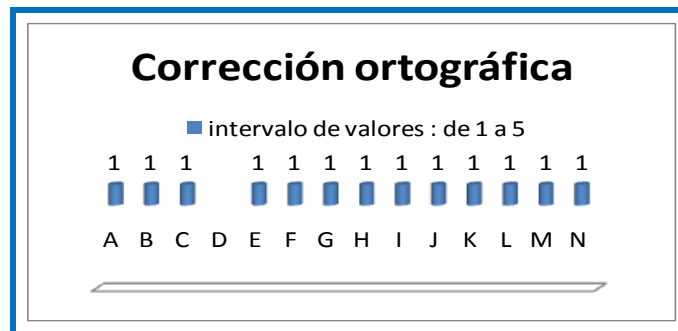 Corrección ortográfica
intervalo de valores : de 1 a 5
1 1 1 1 1 1 1 1 1 1 1 1 1
A B C D E F G H I J K L M N